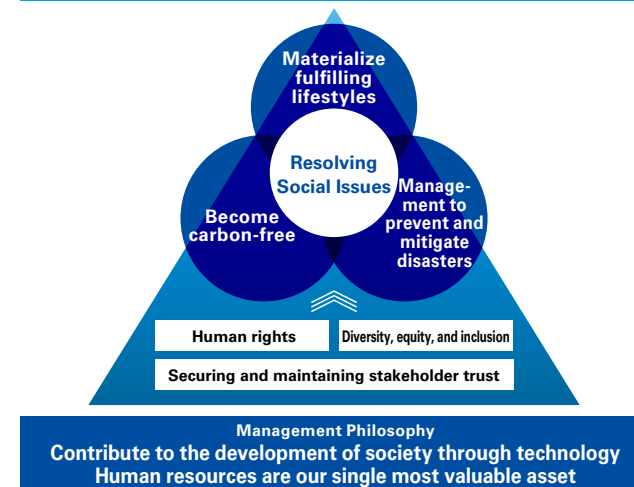 Materialize
fulfilling
lifestyles
Resolving
Social Issues
Become
carbon-free
Manage-
ment to
prevent and
mitigate
disasters
Human rights
Diversity, equity, and inclusion
Securing and maintaining stakeholder trust
Management Philosophy
Contribute to the development of society through technology
Human resources are our single most valuable asset